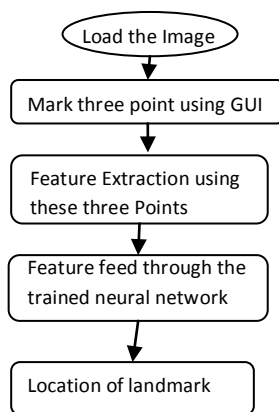 Load the Image
Mark three point using GUI
Feature Extraction using
these three Points
Feature feed through the
trained neural network
Location of landmark